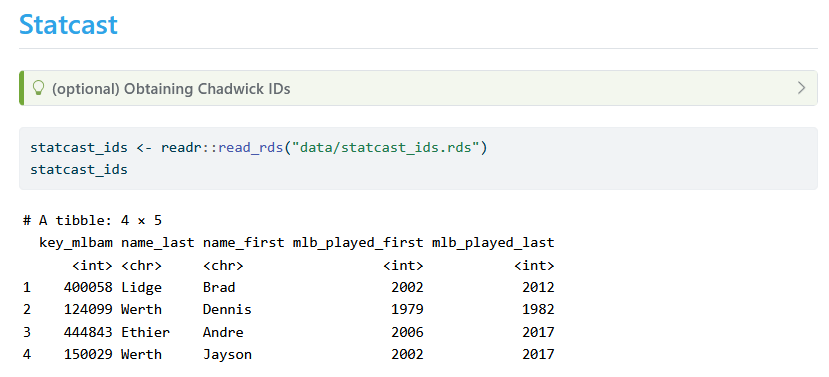 Statcast
(optional) Obtaining Chadwick IDs
statcast_ids <- readr::read_rds("data/statcast_ids.rds")
statcast_ids
# A tibble: 4 × 5
key_mlbam name_last name_first mlb_played_first mlb_played_last
<int> <chr> <chr> <int> <int>
1 400058 Lidge Brad 2002 2012
2 124099 Werth Dennis 1979 1982
3 444843 Ethier Andre 2006 2017
4 150029 Werth Jayson 2002 2017